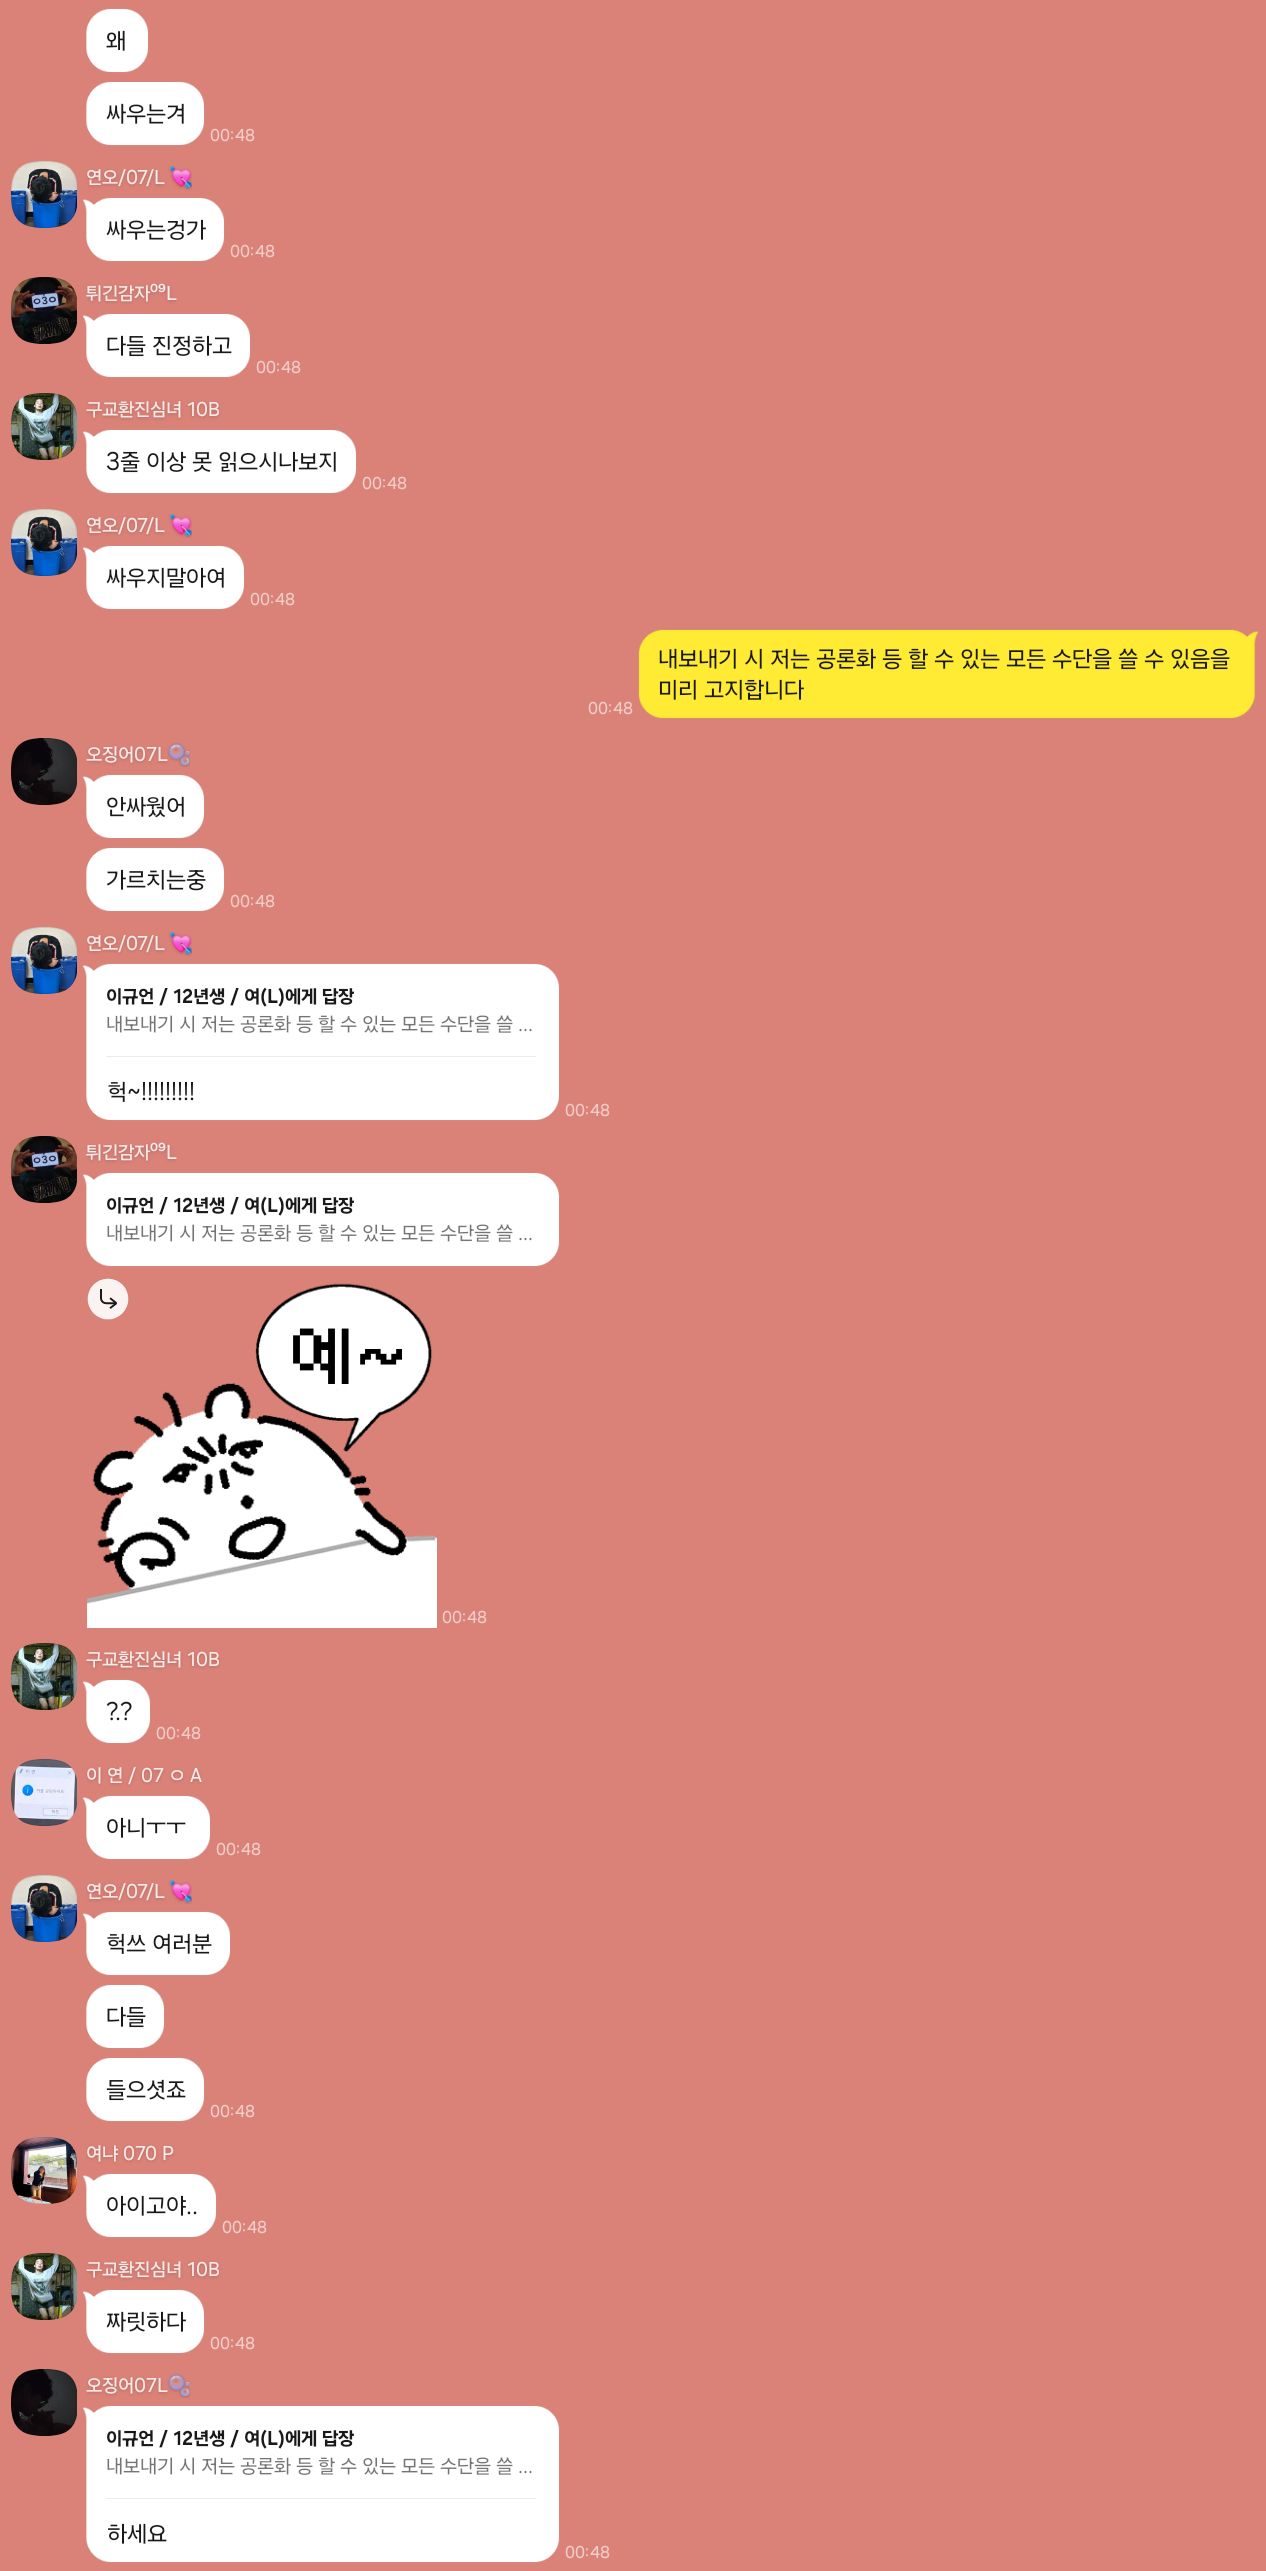 왜
싸우는겨
00:48
연오/07/L 💘
싸우는겅가
00:48
튀긴감자⁰⁹L
다들 진정하고
00:48
구교환진심녀 10B
3줄 이상 못 읽으시나보지
00:48
연오/07/L 💘
싸우지말아여
00:48
내보내기 시 저는 공론화 등 할 수 있는 모든 수단을 쓸 수 있음을
미리 고지합니다
00:48
오징어07L🫧
안싸웠어
가르치는중
00:48
연오/07/L 💘
이규언 / 12년생 / 여(L)에게 답장
내보내기 시 저는 공론화 등 할 수 있는 모든 수단을 쓸 ...
헉~!!!!!!!!!
00:48
튀긴감자⁰⁹L
이규언 / 12년생 / 여(L)에게 답장
내보내기 시 저는 공론화 등 할 수 있는 모든 수단을 쓸 ...
예~
00:48
구교환진심녀 10B
?.?
00:48
이 연 / 07 ㅇ A
아니ㅜㅜ
00:48
연오/07/L 💘
헉쓰 여러분
다들
들으셧죠
00:48
여냐 070 P
아이고야..
00:48
구교환진심녀 10B
짜릿하다
00:48
오징어07L🫧
이규언 / 12년생 / 여(L)에게 답장
내보내기 시 저는 공론화 등 할 수 있는 모든 수단을 쓸 ...
하세요
00:48